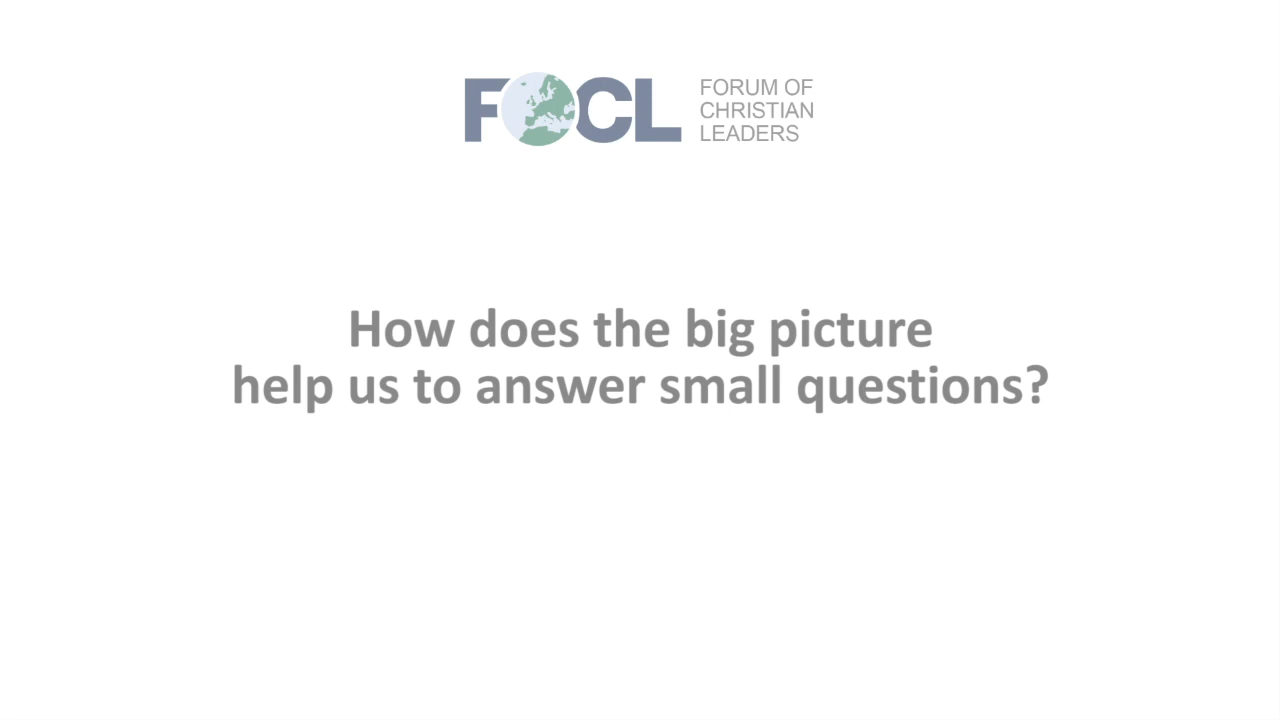 FOCL
FORUM OF
CHRISTIAN
LEADERS
How does the big picture
help us to answer small questions?